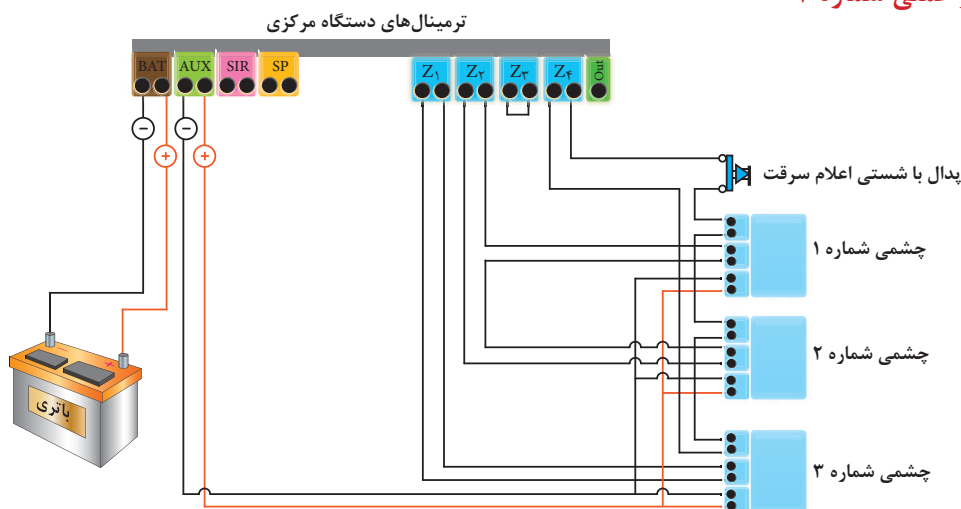 ترمینال‌های دستگاه مرکزی
BAT AUX SIR SP Z۱ Z۲ Z۳ Z۴ Out
− −
+ +
پدال با شستی اعلام سرقت
چشمی شماره ۱
چشمی شماره ۲
چشمی شماره ۳
− +
باتری